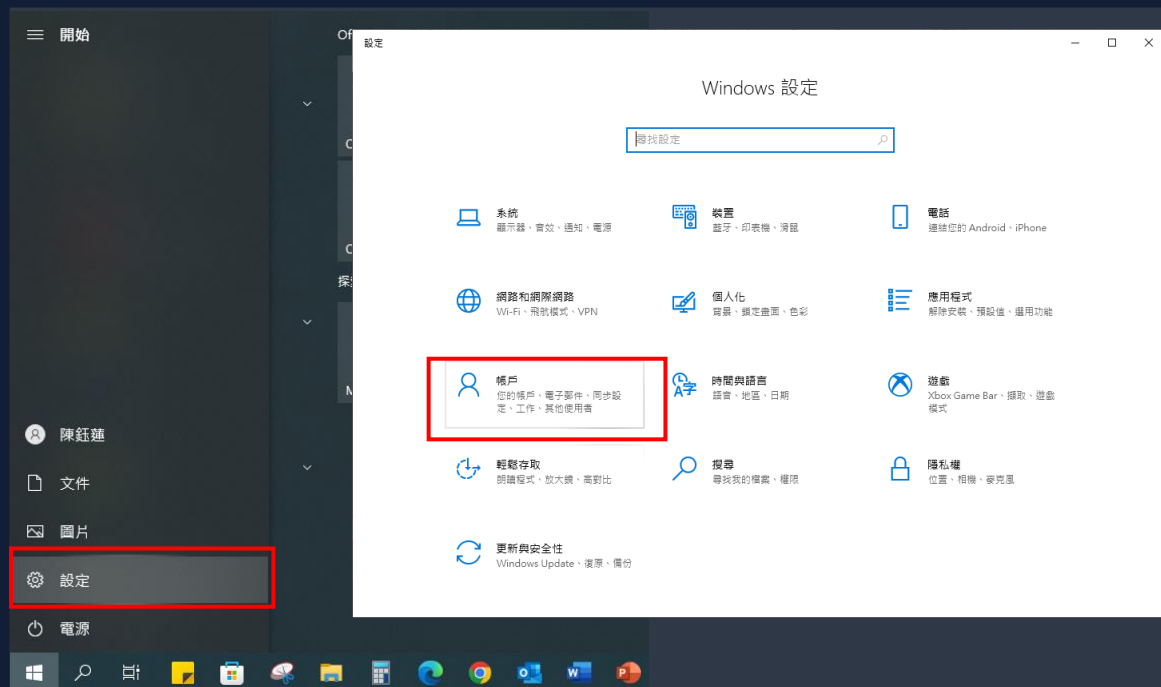 開始
Of
C
C
探
M
陳鈺蓮
文件
圖片
設定
電源
設定
Windows 設定
尋找設定
系統
顯示器、音效、通知、電源
裝置
藍牙、印表機、滑鼠
電話
連結您的 Android、iPhone
網路和網際網路
Wi-Fi、飛航模式、VPN
個人化
背景、鎖定畫面、色彩
應用程式
解除安裝、預設值、選用功能
帳戶
您的帳戶、電子郵件、同步設
定、工作、其他使用者
時間與語言
語音、地區、日期
遊戲
Xbox Game Bar、擷取、遊戲
模式
輕鬆存取
朗讀程式、放大鏡、高對比
搜尋
尋找我的檔案、權限
隱私權
位置、相機、麥克風
更新與安全性
Windows Update、復原、備份